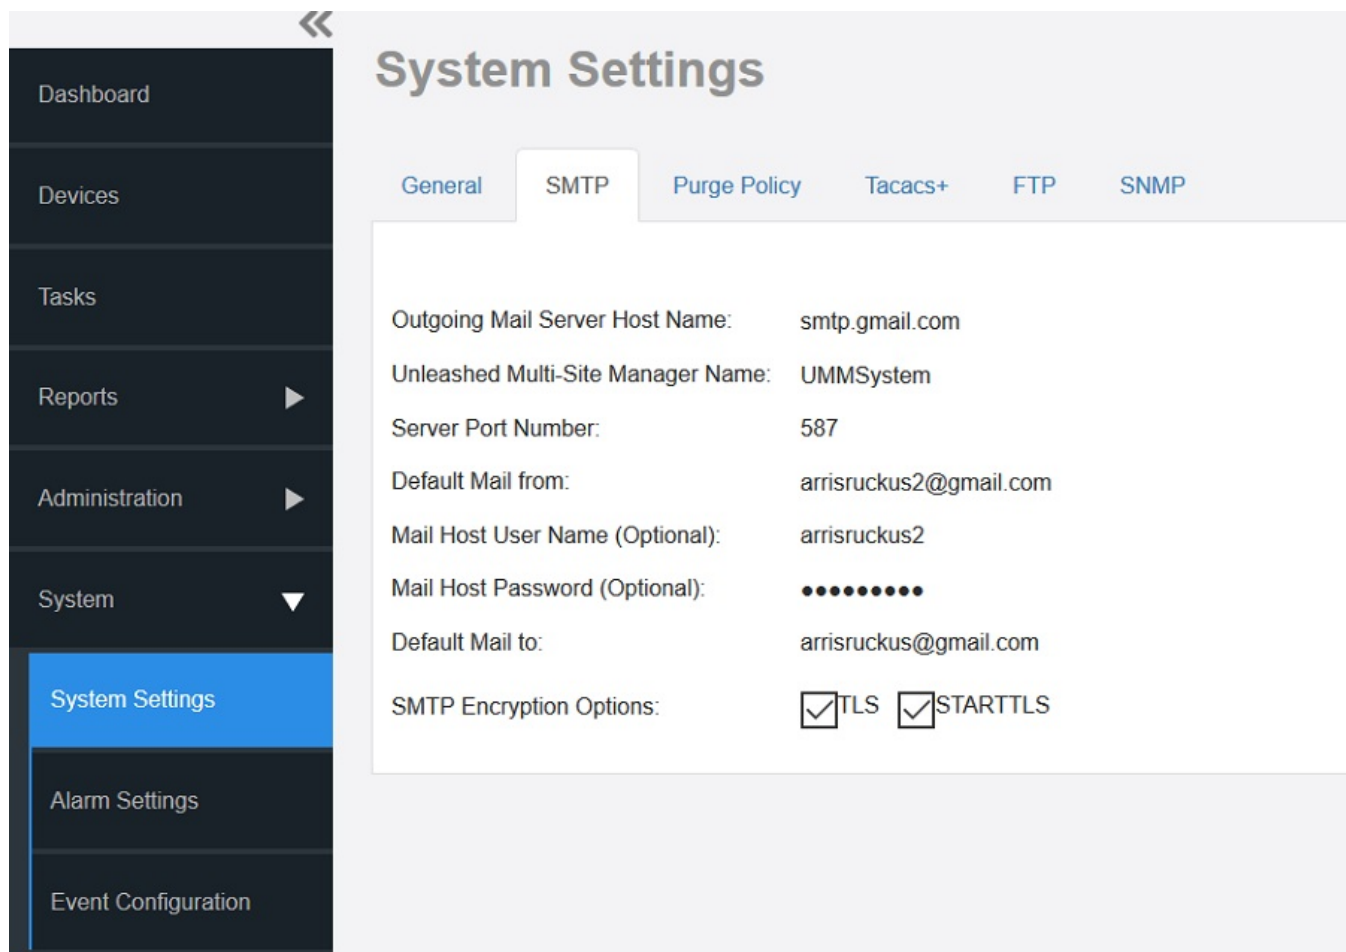 System Settings
Dashboard
Devices
Tasks
Reports
Administration
System
System Settings
Alarm Settings
Event Configuration
General SMTP Purge Policy Tacacs+ FTP SNMP
Outgoing Mail Server Host Name: smtp.gmail.com
Unleashed Multi-Site Manager Name: UMMSystem
Server Port Number: 587
Default Mail from: arrisruckus2@gmail.com
Mail Host User Name (Optional): arrisruckus2
Mail Host Password (Optional): •••••••••
Default Mail to: arrisruckus@gmail.com
SMTP Encryption Options: TLS STARTTLS